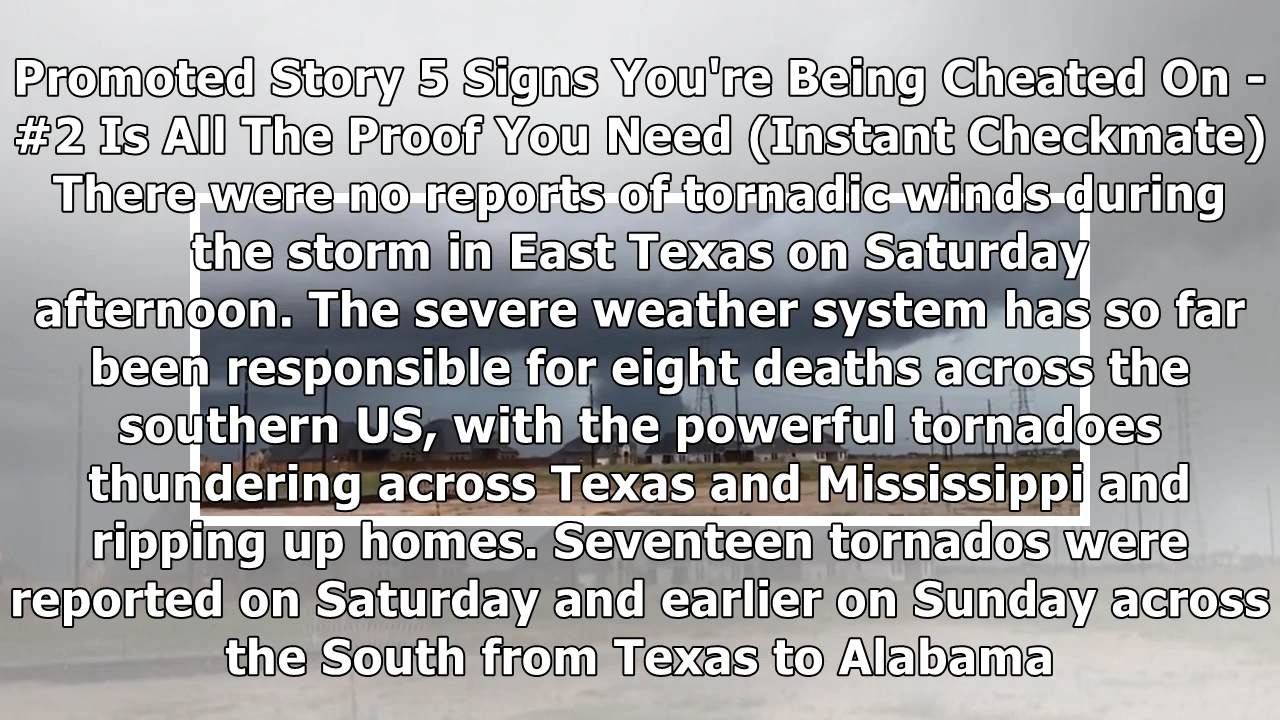 Promoted Story 5 Signs You're Being Cheated On -
#2 Is All The Proof You Need (Instant Checkmate)
There were no reports of tornadic winds during
the storm in East Texas on Saturday
afternoon. The severe weather system has so far
been responsible for eight deaths across the
southern US, with the powerful tornadoes
thundering across Texas and Mississippi and
ripping up homes. Seventeen tornados were
reported on Saturday and earlier on Sunday across
the South from Texas to Alabama